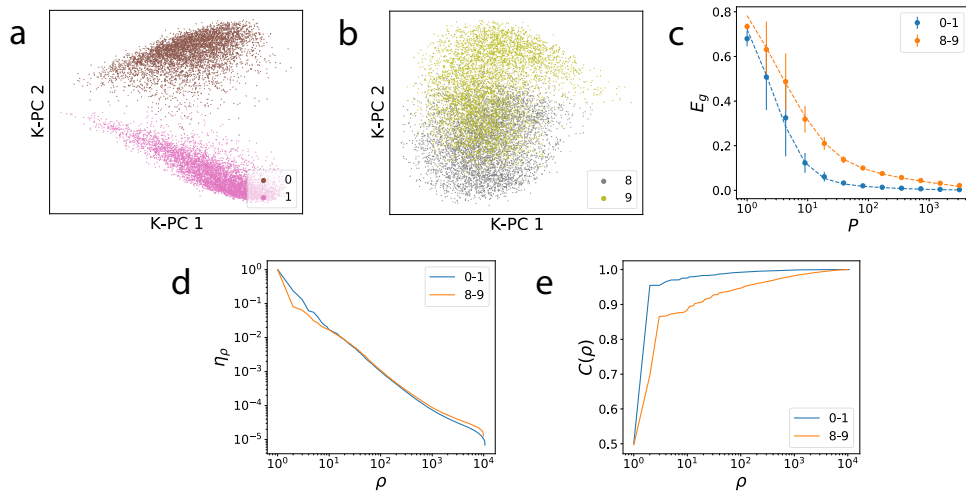 a
K-PC 2
K-PC 1
0
1
b
K-PC 2
K-PC 1
8
9
c
E_g
0.8
0.6
0.4
0.2
0.0
10^0
10^1
10^2
10^3
P
0-1
8-9
d
η_ρ
10^0
10^-1
10^-2
10^-3
10^-4
10^-5
10^0
10^1
10^2
10^3
10^4
ρ
0-1
8-9
e
C(ρ)
1.0
0.9
0.8
0.7
0.6
0.5
10^0
10^1
10^2
10^3
10^4
ρ
0-1
8-9